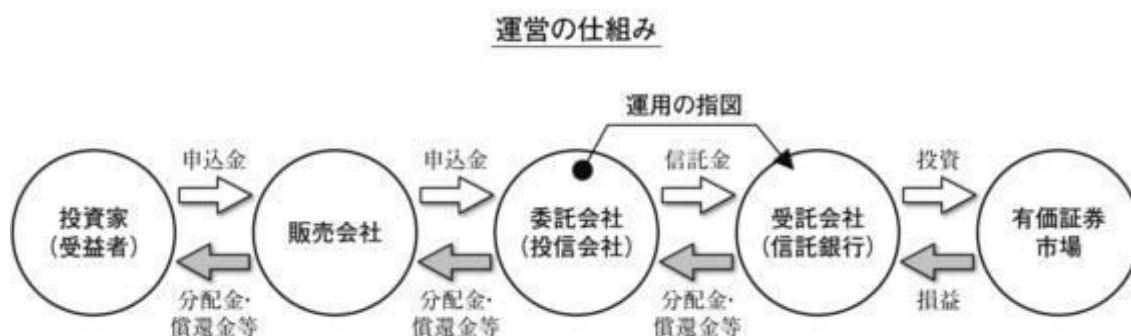 運営の仕組み
運用の指図
申込金
申込金
信託金
投資
投資家
(受益者)
販売会社
委託会社
(投信会社)
受託会社
(信託銀行)
有価証券
市場
分配金・
償還金等
分配金・
償還金等
分配金・
償還金等
損益